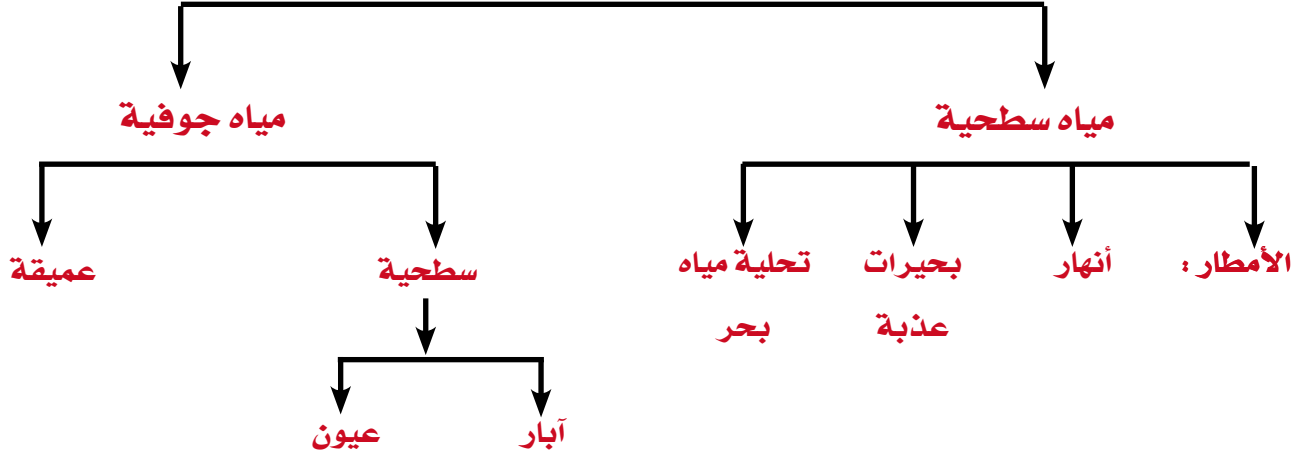 مياه سطحية
مياه جوفية
الأمطار :
أنهار
بحيرات
عذبة
تحلية مياه
بحر
سطحية
عميقة
آبار
عيون